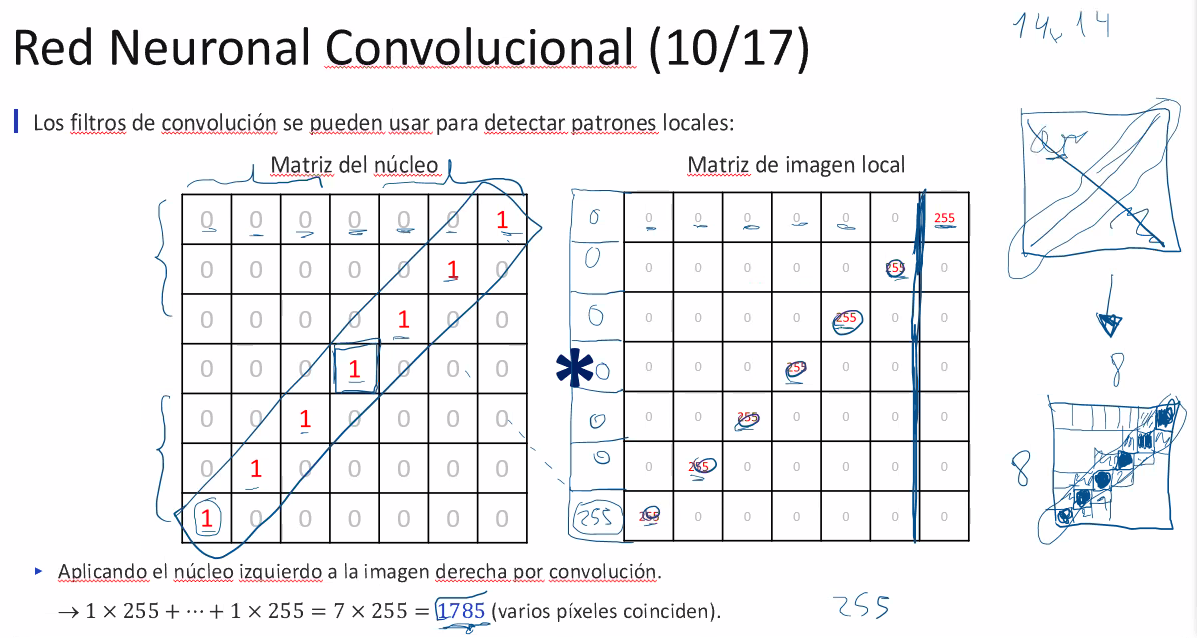 Red Neuronal Convolucional (10/17)
14x14
Los filtros de convolución se pueden usar para detectar patrones locales:
Matriz del núcleo
Matriz de imagen local
0 0 0 0 0 0 1
0 0 0 0 0 1 0
0 0 0 0 1 0 0
0 0 0 1 0 0 0
0 0 1 0 0 0 0
0 1 0 0 0 0 0
1 0 0 0 0 0 0
*
0 0 0 0 0 0 0 255
0 0 0 0 0 0 255 0
0 0 0 0 0 255 0 0
0 0 0 0 255 0 0 0
0 0 0 255 0 0 0 0
0 0 255 0 0 0 0 0
255 255 0 0 0 0 0 0
8
8
Aplicando el núcleo izquierdo a la imagen derecha por convolución.
→ 1 × 255 + ⋯ + 1 × 255 = 7 × 255 = 1785 (varios píxeles coinciden).
255